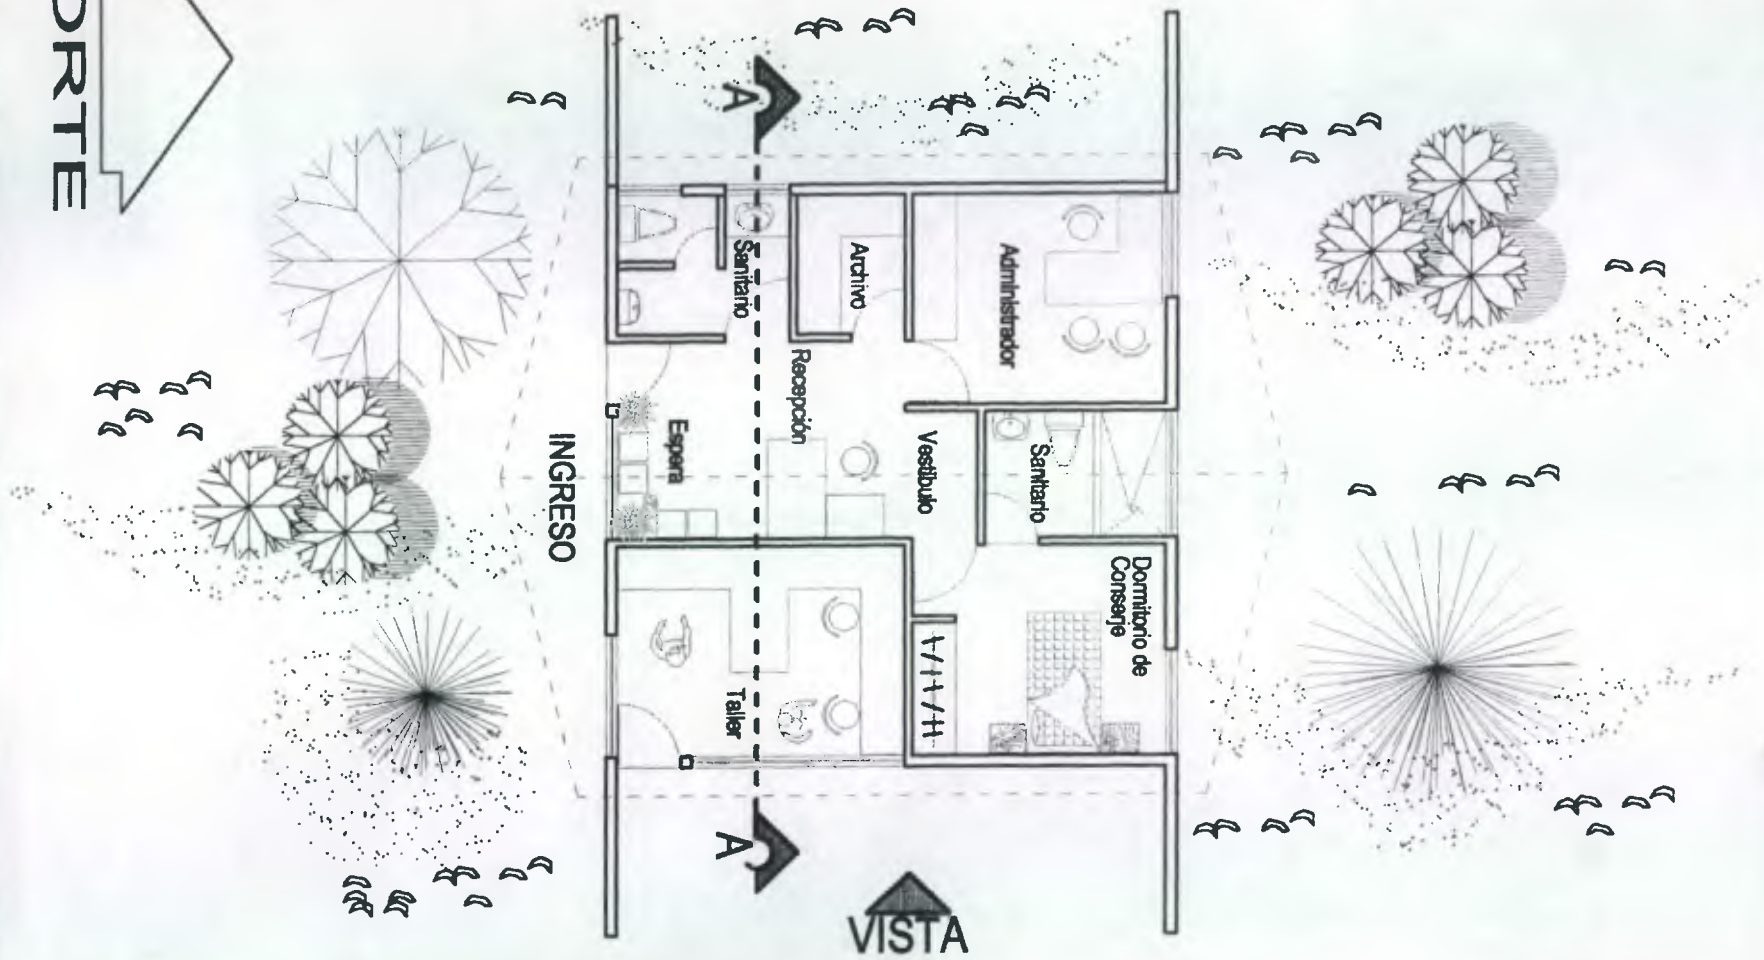 ORTE
A
Sanitario
Archivo
Administrador
Recepción
Espera
Vestíbulo
Sanitario
INGRESO
Dormitorio de
Conserje
Taller
A
VISTA